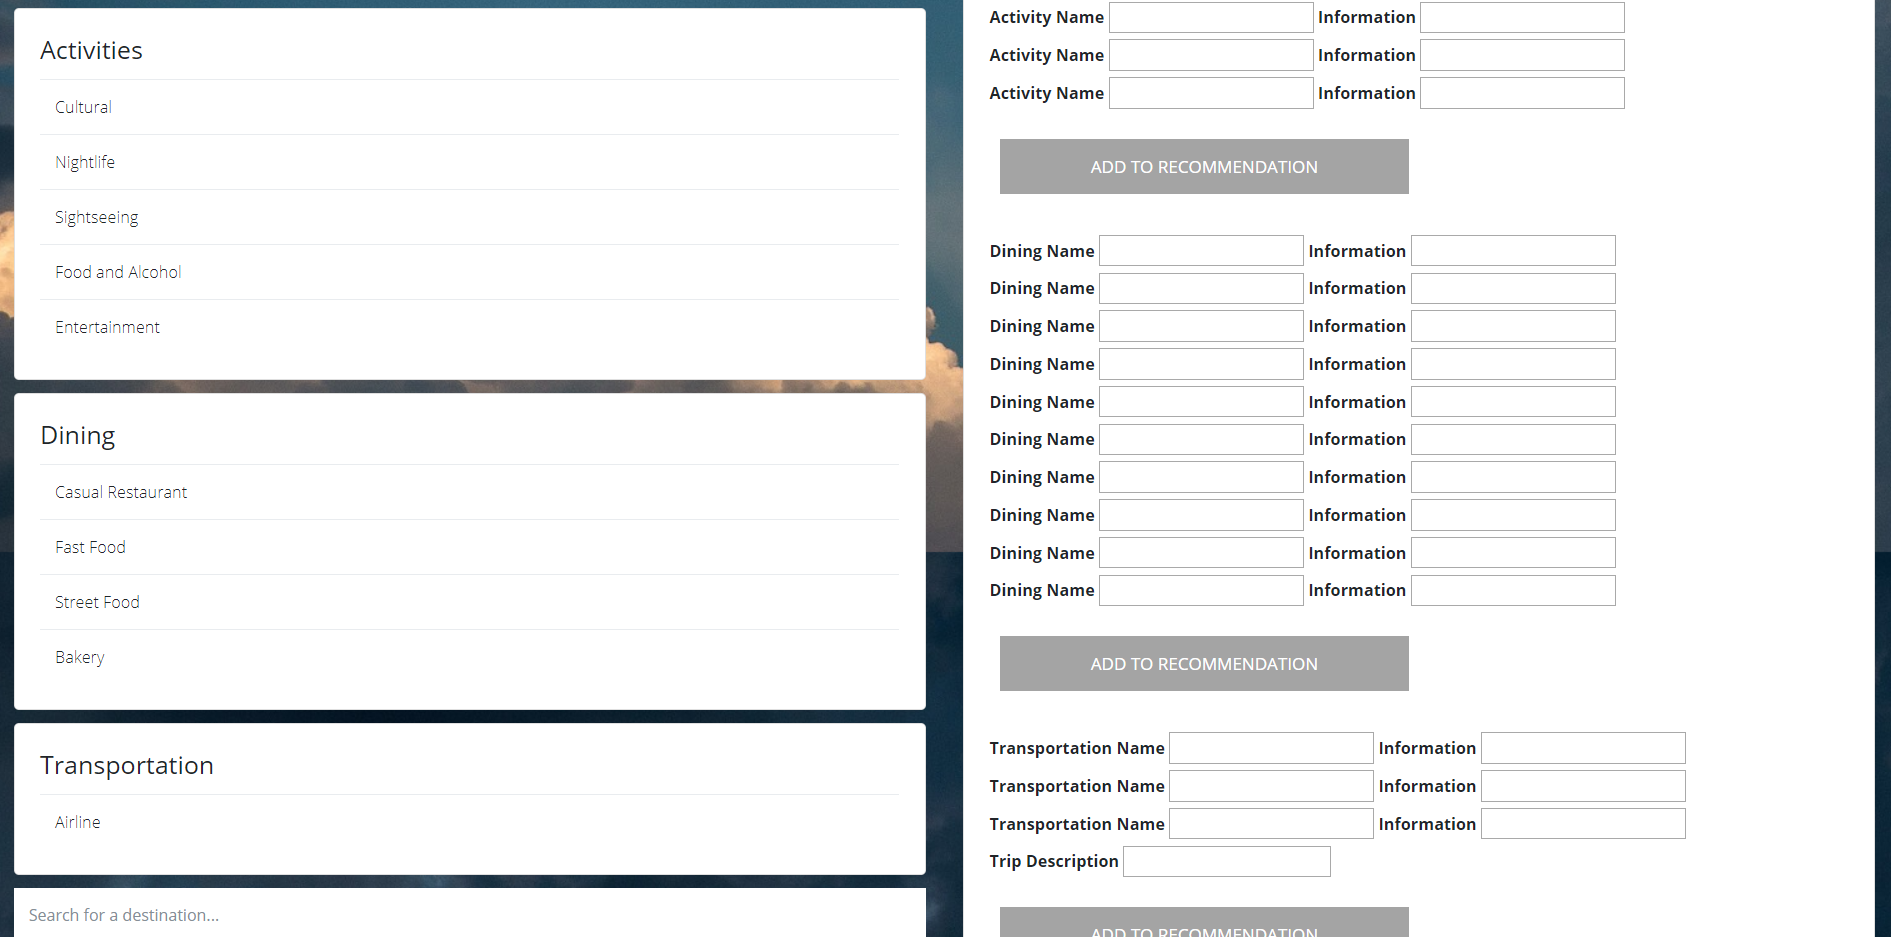 Activities
Cultural
Nightlife
Sightseeing
Food and Alcohol
Entertainment
Dining
Casual Restaurant
Fast Food
Street Food
Bakery
Transportation
Airline
Search for a destination...
Activity Name Information
Activity Name Information
Activity Name Information
ADD TO RECOMMENDATION
Dining Name Information
Dining Name Information
Dining Name Information
Dining Name Information
Dining Name Information
Dining Name Information
Dining Name Information
Dining Name Information
Dining Name Information
Dining Name Information
ADD TO RECOMMENDATION
Transportation Name Information
Transportation Name Information
Transportation Name Information
Trip Description
ADD TO RECOMMENDATION